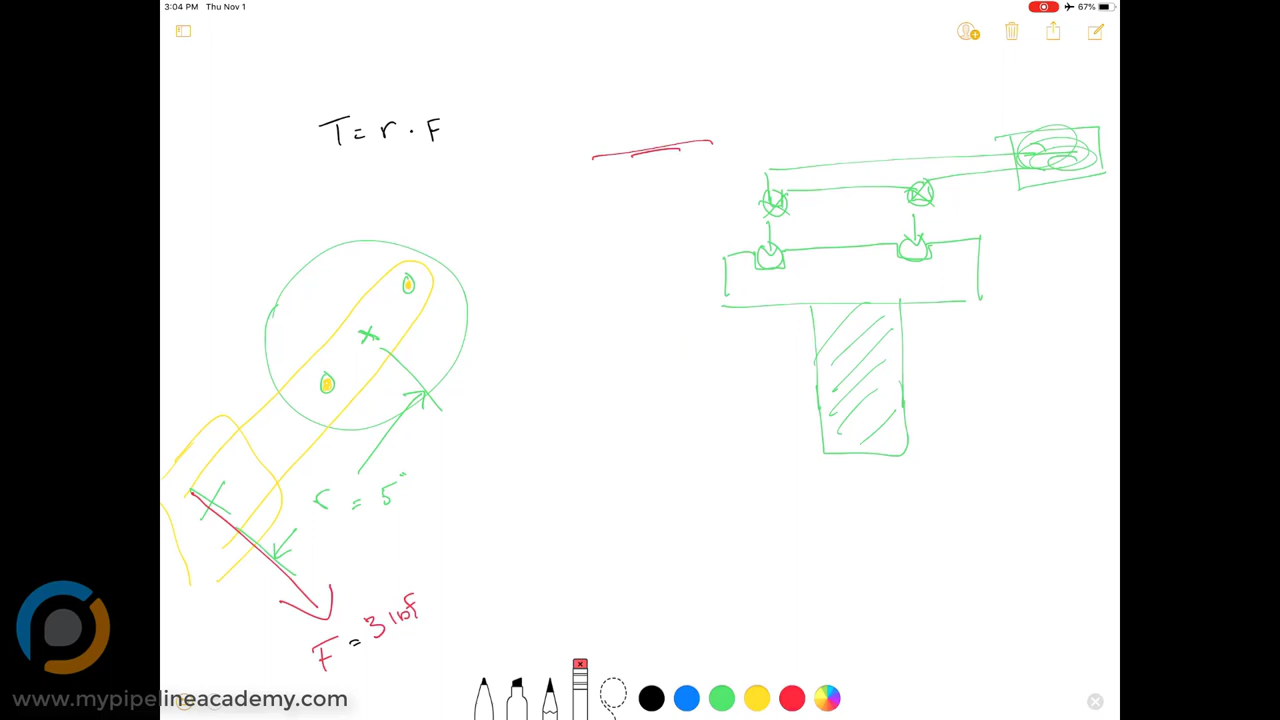 3:04 PM Thu Nov 1
67%
T = r · F
r = 5"
F = 3 lbf
www.mypipelineacademy.com